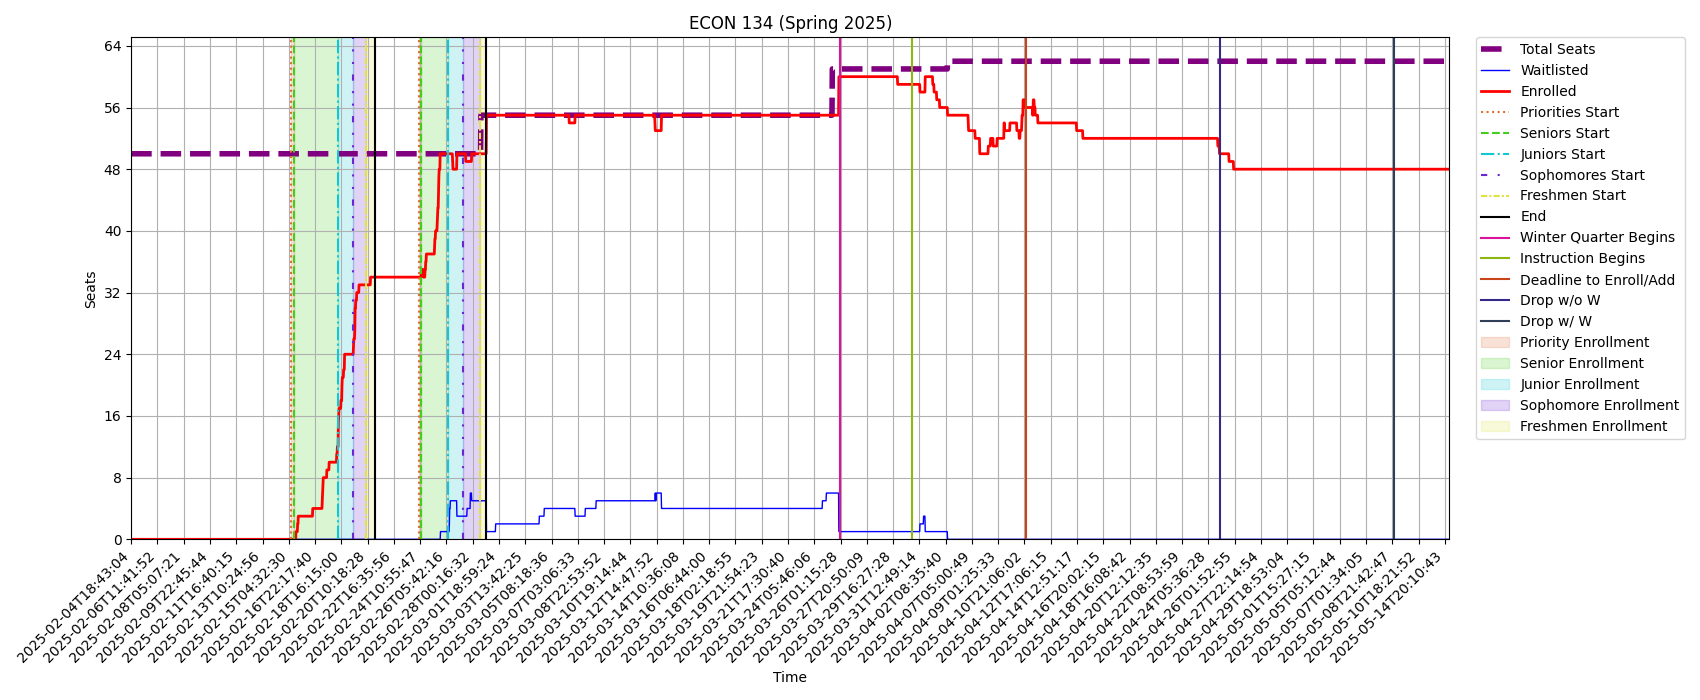 ECON 134 (Spring 2025)
Seats
64
56
48
40
32
24
16
8
0
2025-02-04T18:43:04
2025-02-06T11:41:52
2025-02-08T05:07:21
2025-02-09T22:45:44
2025-02-11T16:40:15
2025-02-13T10:24:56
2025-02-15T04:32:30
2025-02-16T22:17:40
2025-02-18T16:15:00
2025-02-20T10:18:28
2025-02-22T16:35:56
2025-02-24T10:55:47
2025-02-26T05:42:16
2025-02-28T00:16:32
2025-03-01T18:59:24
2025-03-03T13:42:25
2025-03-05T08:18:36
2025-03-07T03:06:33
2025-03-08T22:53:52
2025-03-10T19:14:44
2025-03-12T14:47:52
2025-03-14T10:36:08
2025-03-16T06:44:00
2025-03-18T02:18:55
2025-03-19T21:54:23
2025-03-21T17:30:40
2025-03-24T05:46:06
2025-03-26T01:15:28
2025-03-27T20:50:09
2025-03-29T16:27:28
2025-03-31T12:49:14
2025-04-02T08:35:40
2025-04-07T05:00:49
2025-04-09T01:25:33
2025-04-10T21:06:02
2025-04-12T17:06:15
2025-04-14T12:51:17
2025-04-16T20:02:15
2025-04-18T16:08:42
2025-04-20T12:12:35
2025-04-22T08:53:59
2025-04-24T05:36:28
2025-04-26T01:52:55
2025-04-27T22:14:54
2025-04-29T18:53:04
2025-05-01T15:27:15
2025-05-05T05:12:44
2025-05-07T01:34:05
2025-05-08T21:42:47
2025-05-10T18:21:52
2025-05-14T20:10:43
Time
Total Seats
Waitlisted
Enrolled
Priorities Start
Seniors Start
Juniors Start
Sophomores Start
Freshmen Start
End
Winter Quarter Begins
Instruction Begins
Deadline to Enroll/Add
Drop w/o W
Drop w/ W
Priority Enrollment
Senior Enrollment
Junior Enrollment
Sophomore Enrollment
Freshmen Enrollment